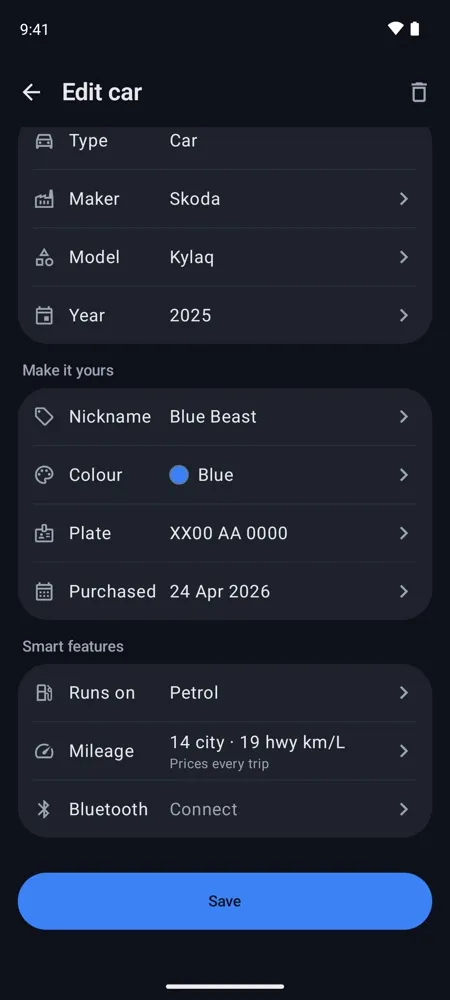 9:41
Edit car
Type Car
Maker Skoda
Model Kylaq
Year 2025
Make it yours
Nickname Blue Beast
Colour Blue
Plate XX00 AA 0000
Purchased 24 Apr 2026
Smart features
Runs on Petrol
Mileage 14 city · 19 hwy km/L
Prices every trip
Bluetooth Connect
Save